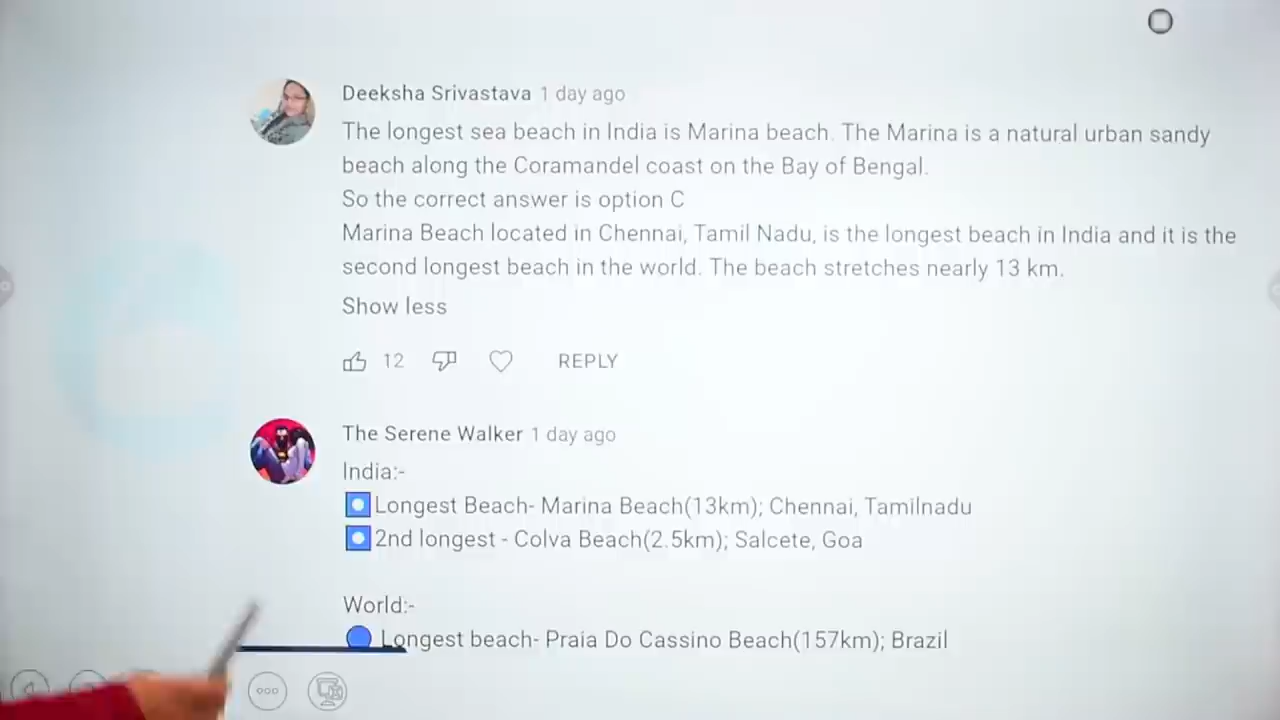 Deeksha Srivastava 1 day ago
The longest sea beach in India is Marina beach. The Marina is a natural urban sandy
beach along the Coramandel coast on the Bay of Bengal.
So the correct answer is option C
Marina Beach located in Chennai, Tamil Nadu, is the longest beach in India and it is the
second longest beach in the world. The beach stretches nearly 13 km.
Show less
12 REPLY
The Serene Walker 1 day ago
India:-
Longest Beach- Marina Beach(13km); Chennai, Tamilnadu
2nd longest - Colva Beach(2.5km); Salcete, Goa
World:-
Longest beach- Praia Do Cassino Beach(157km); Brazil